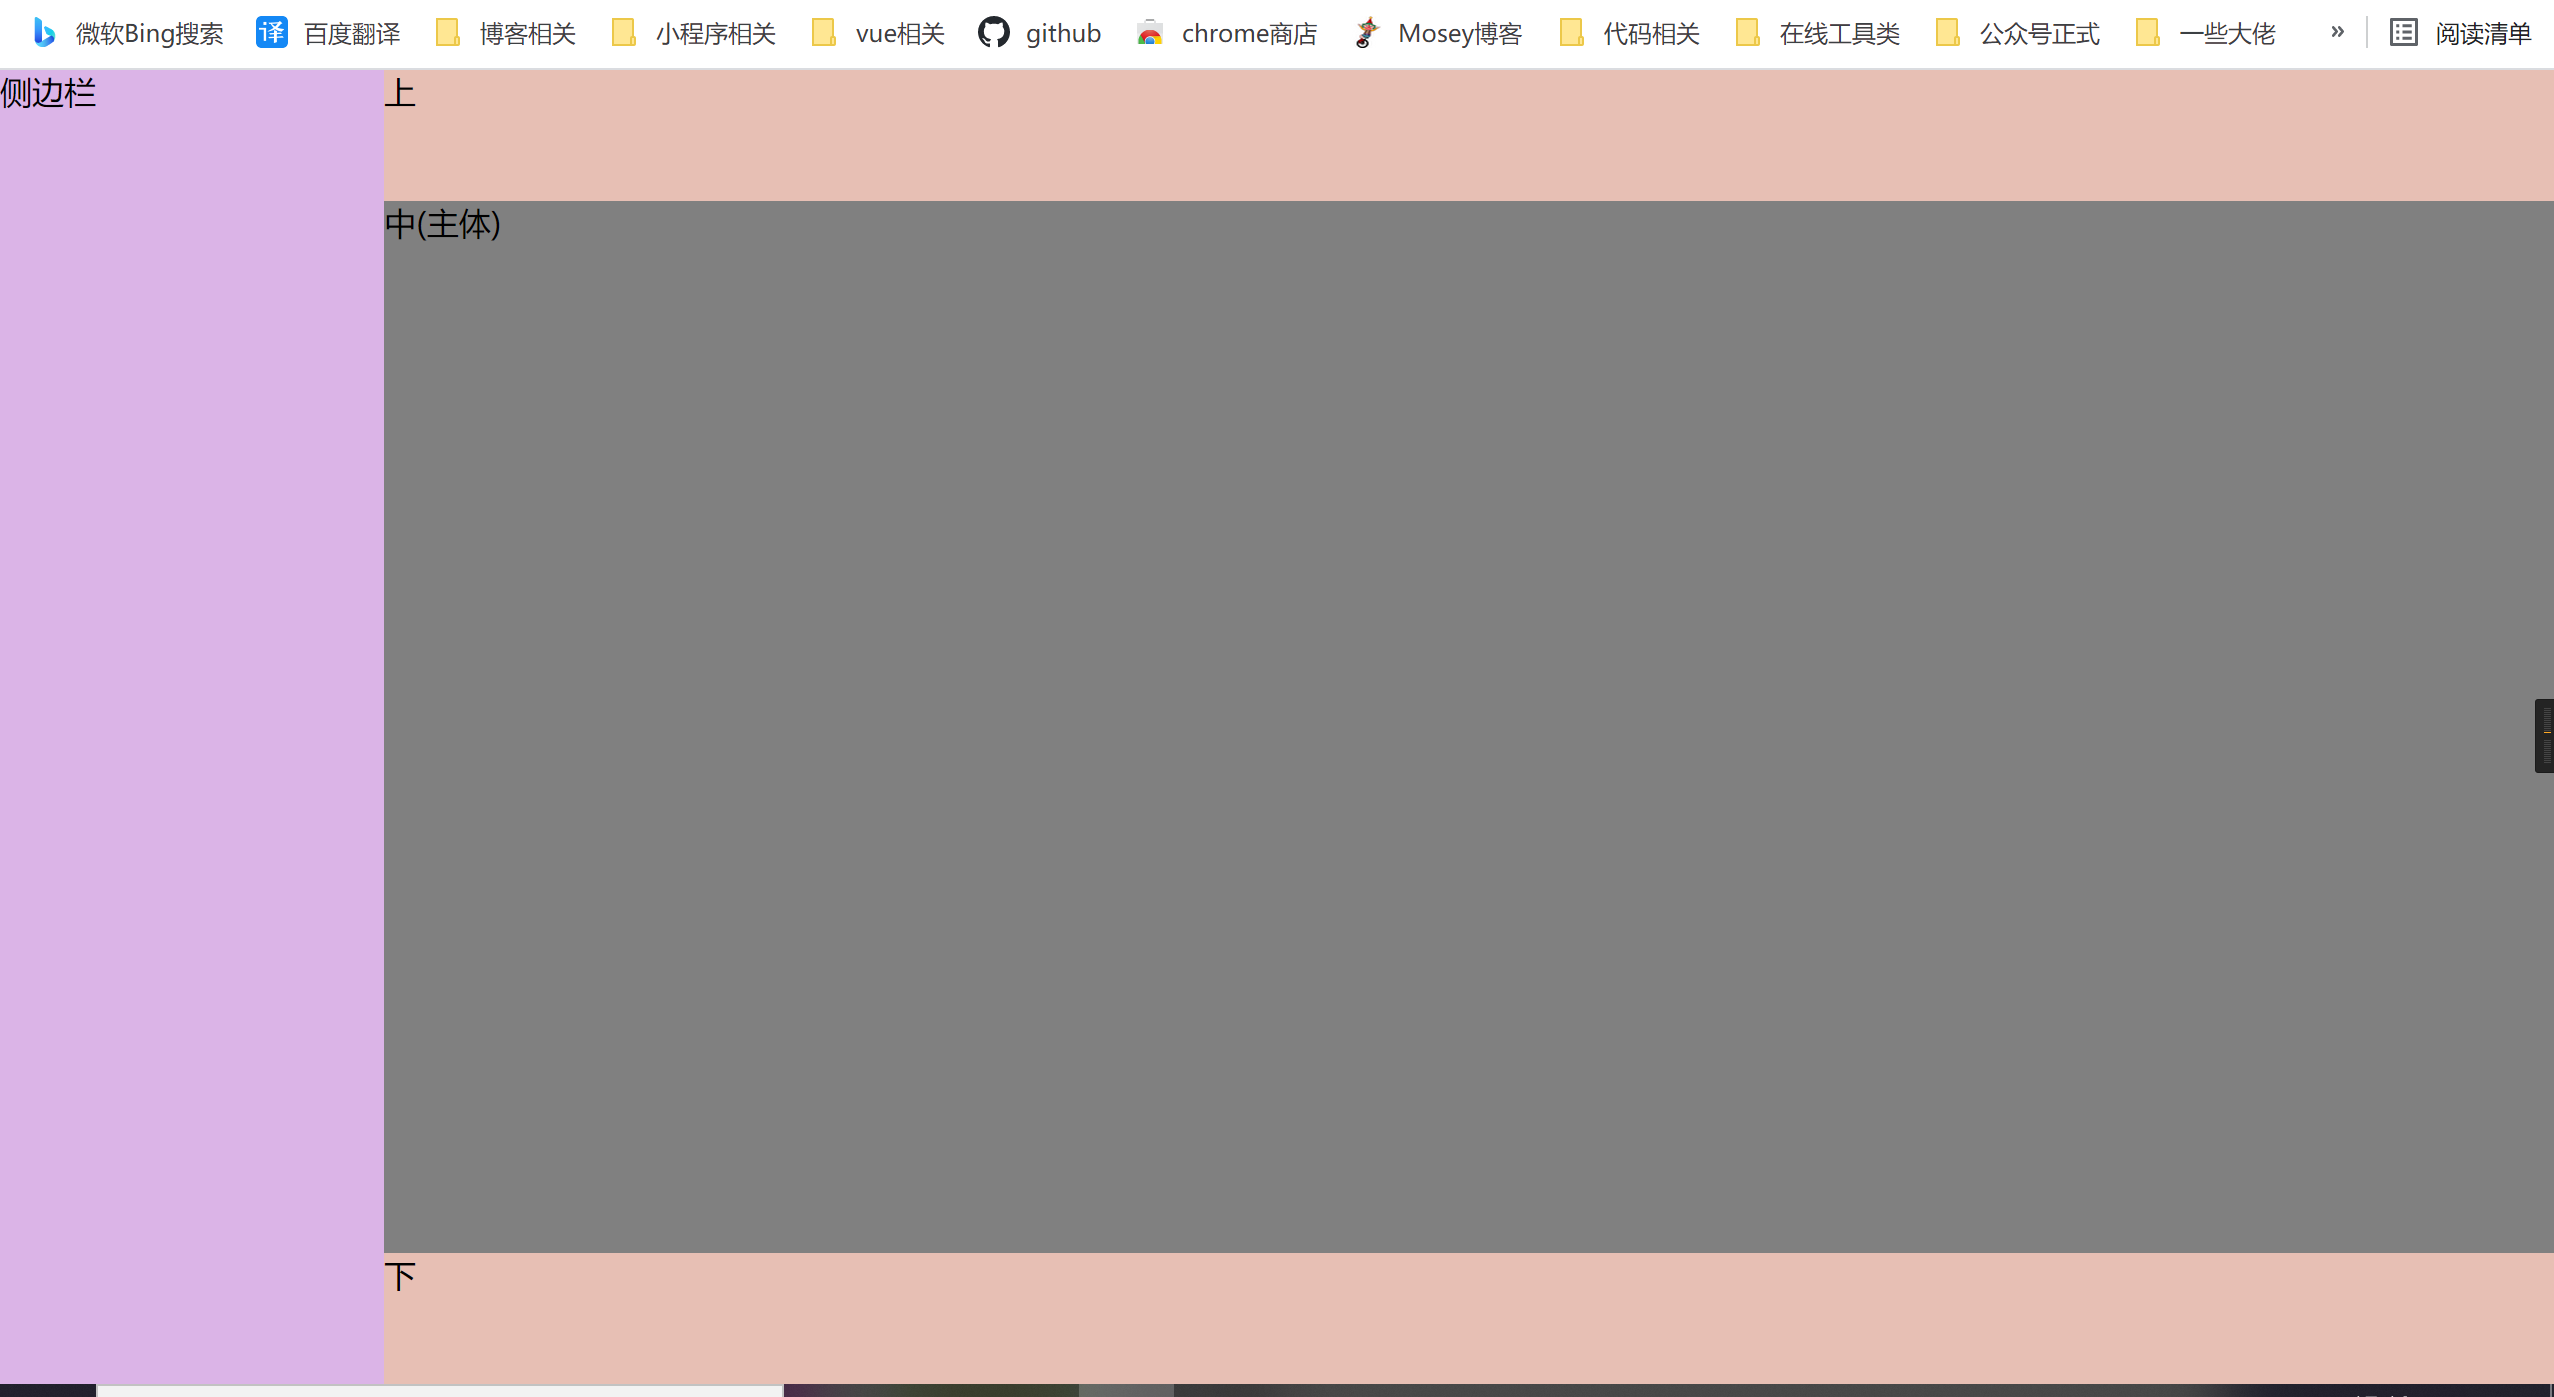 微软Bing搜索 译 百度翻译 博客相关 小程序相关 vue相关 github chrome商店 Mosey博客 代码相关 在线工具类 公众号正式 一些大佬 » 阅读清单
侧边栏
上
中(主体)
下